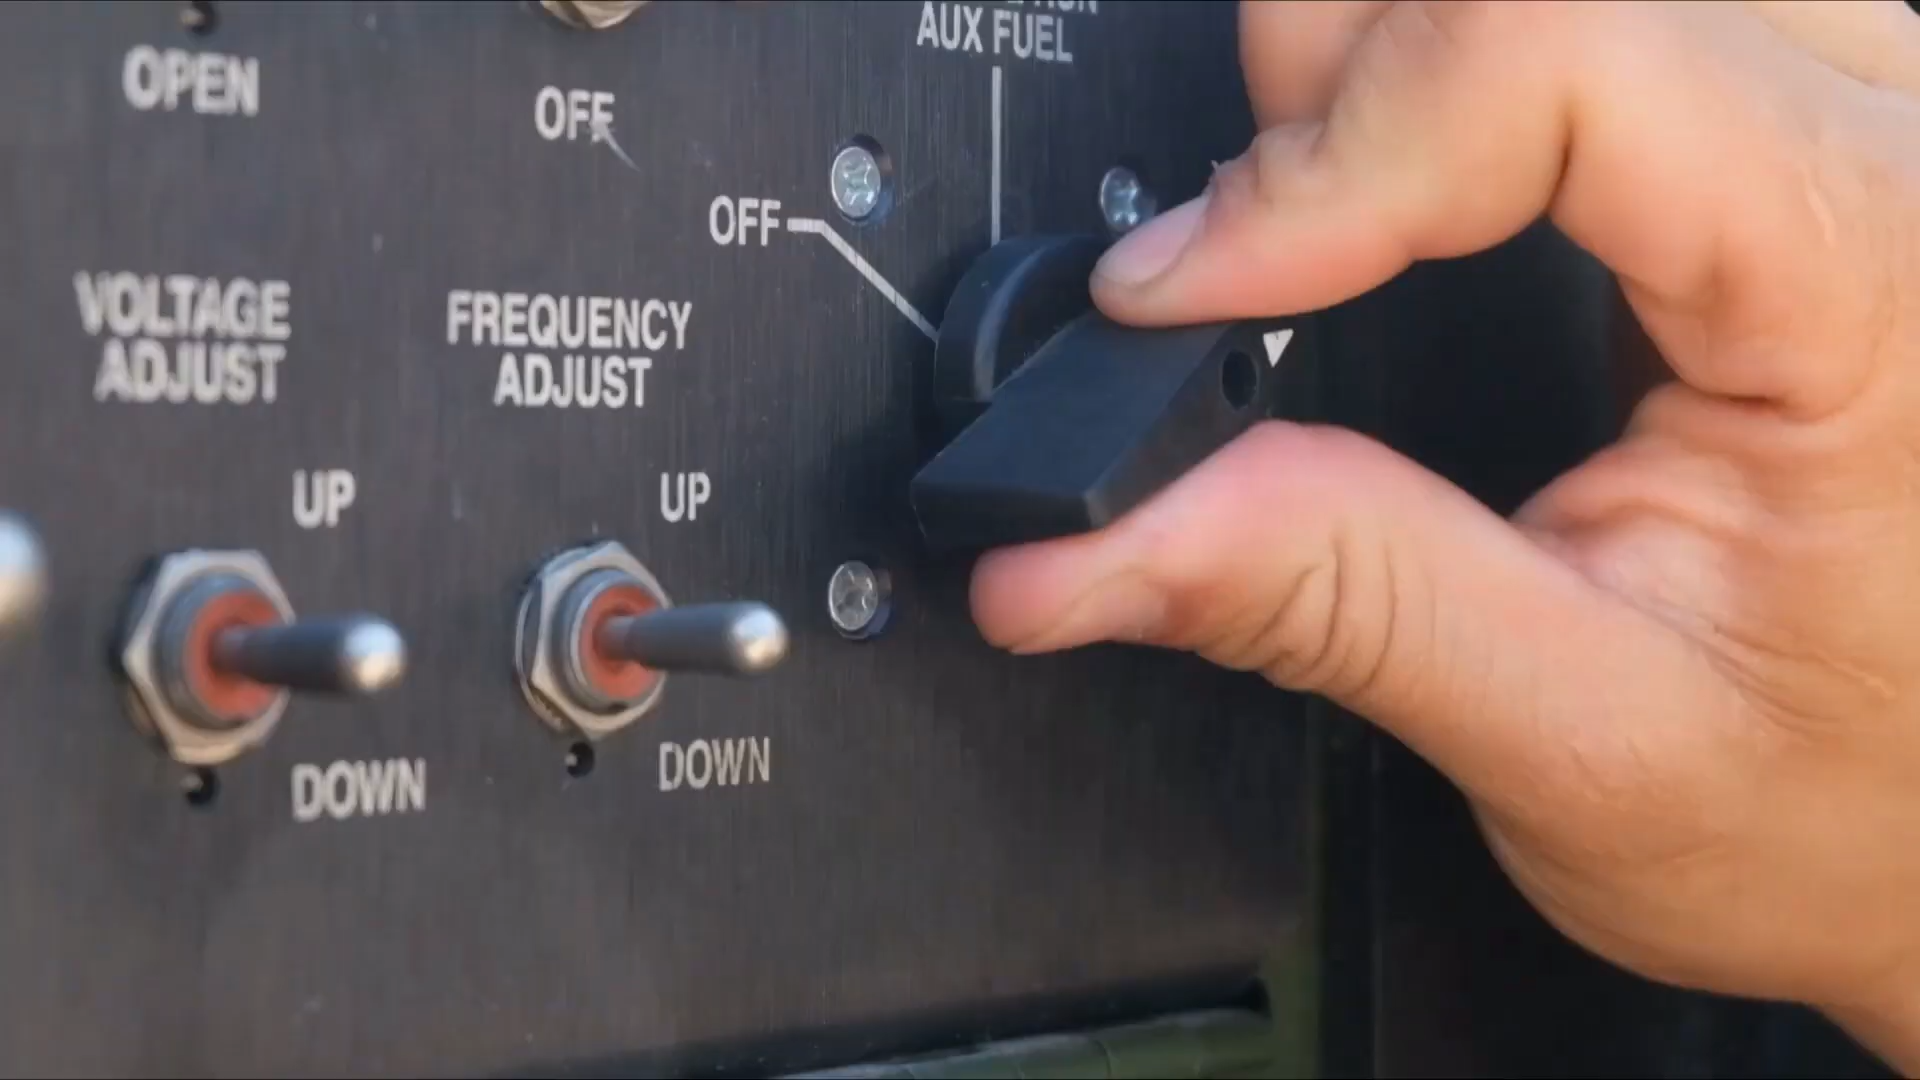 AUX FUEL
OPEN
OFF
OFF
VOLTAGE
ADJUST
FREQUENCY
ADJUST
UP
UP
DOWN
DOWN